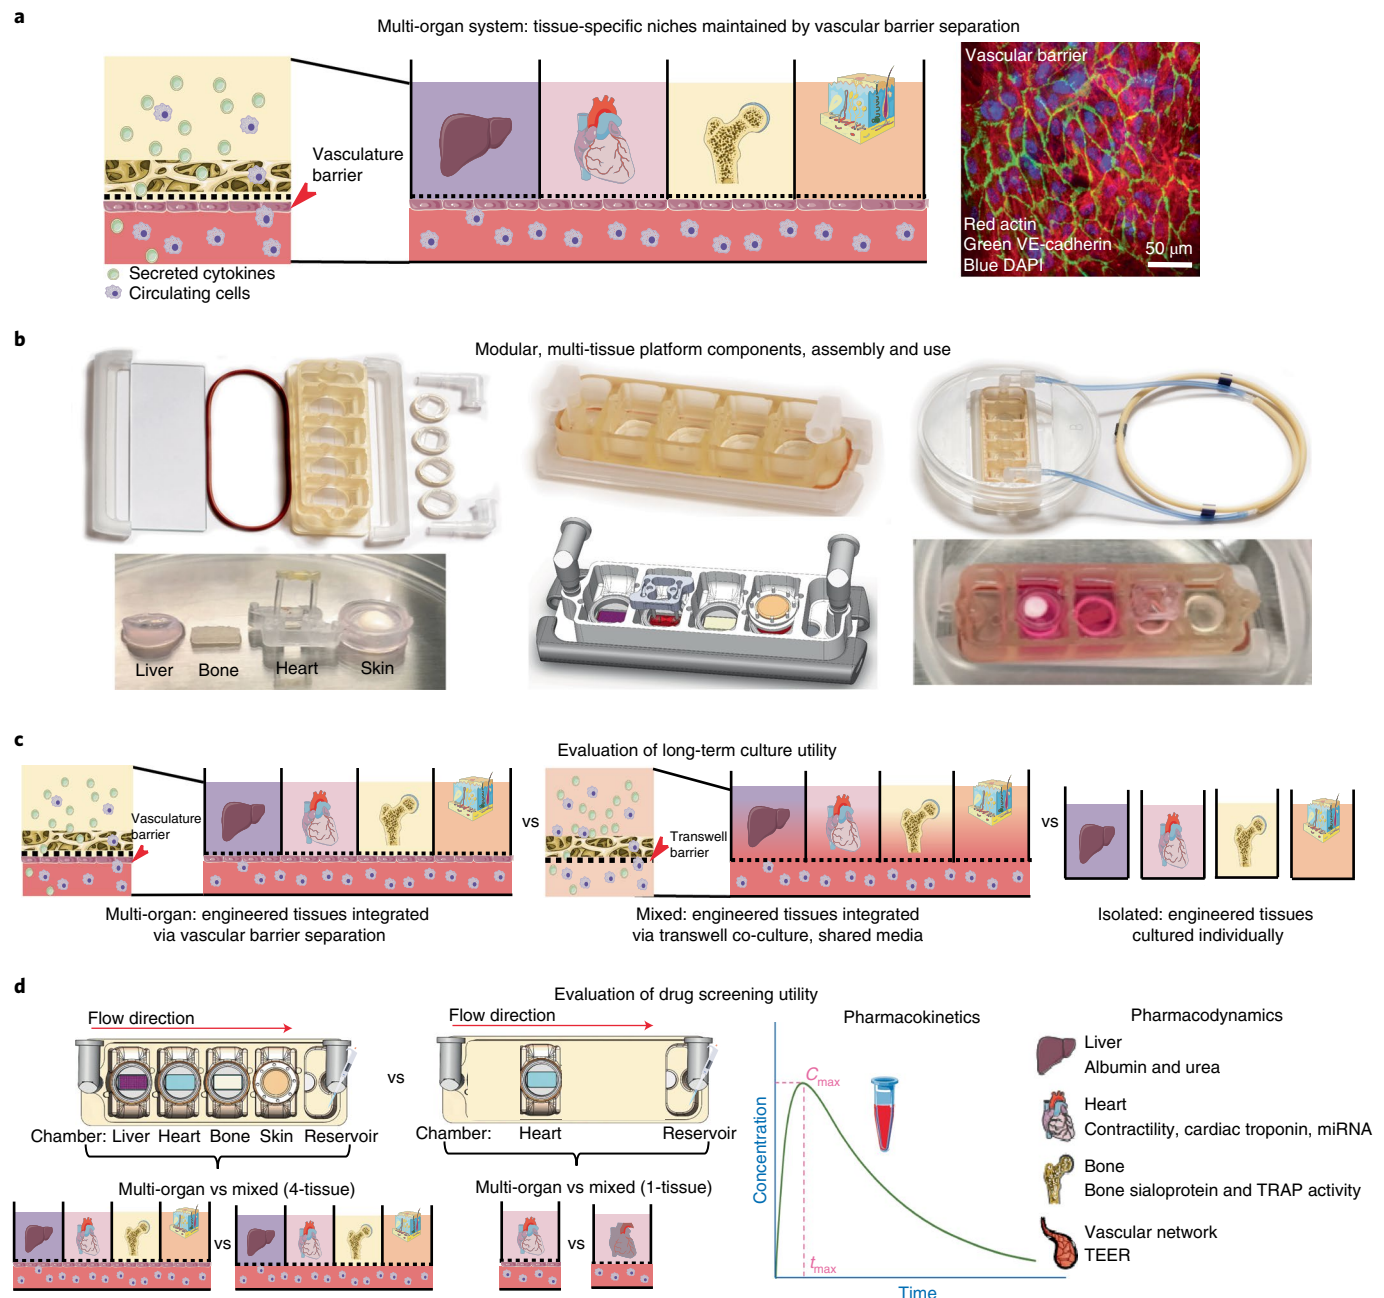 a
Multi-organ system: tissue-specific niches maintained by vascular barrier separation
Vasculature
barrier
Secreted cytokines
Circulating cells
Vascular barrier
Red actin
Green VE-cadherin
Blue DAPI
50 μm
b
Modular, multi-tissue platform components, assembly and use
Liver
Bone
Heart
Skin
c
Evaluation of long-term culture utility
Vasculature
barrier
vs
Transwell
barrier
vs
Multi-organ: engineered tissues integrated
via vascular barrier separation
Mixed: engineered tissues integrated
via transwell co-culture, shared media
Isolated: engineered tissues
cultured individually
d
Evaluation of drug screening utility
Flow direction
Chamber: Liver Heart Bone Skin Reservoir
Multi-organ vs mixed (4-tissue)
vs
vs
Flow direction
Chamber: Heart Reservoir
Multi-organ vs mixed (1-tissue)
vs
Pharmacokinetics
Cmax
Concentration
tmax
Time
Pharmacodynamics
Liver
Albumin and urea
Heart
Contractility, cardiac troponin, miRNA
Bone
Bone sialoprotein and TRAP activity
Vascular network
TEER